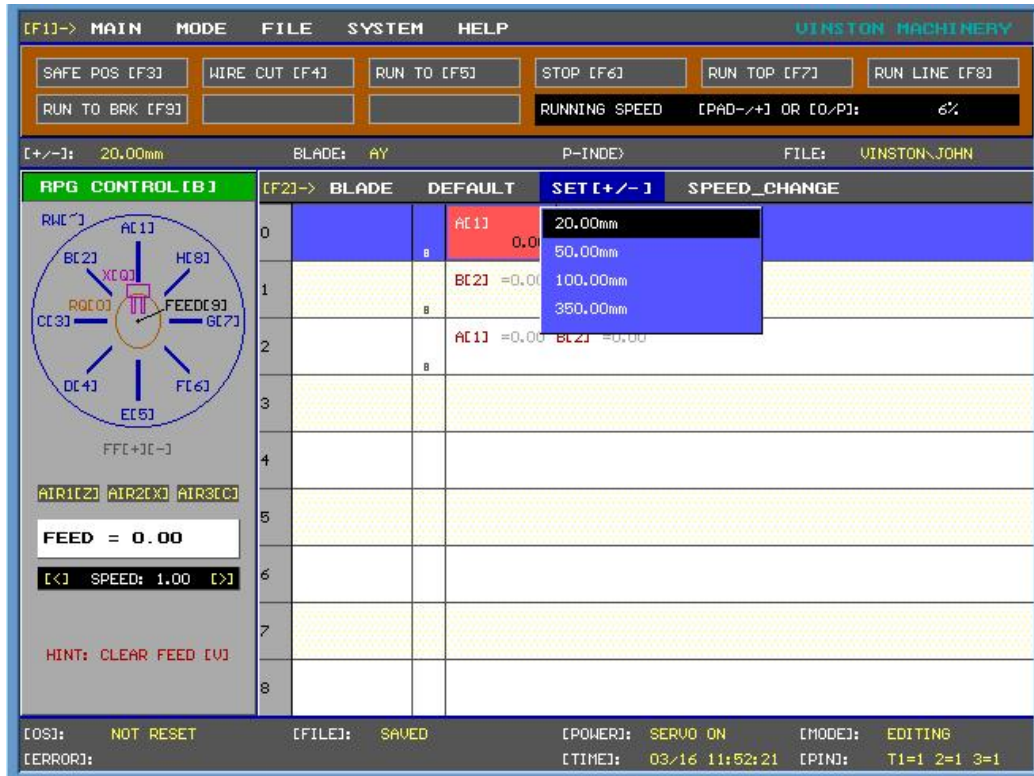 [F1]-> MAIN MODE FILE SYSTEM HELP VINSTON MACHINERY
SAFE POS [F3] WIRE CUT [F4] RUN TO [F5] STOP [F6] RUN TOP [F7] RUN LINE [F8]
RUN TO BRK [F9] RUNNING SPEED [PAD-/+] OR [O/P]: 6%
[+/-]: 20.00mm BLADE: AY P-INDE> FILE: VINSTON\JOHN
RPG CONTROL[B] [F2]-> BLADE DEFAULT SET[+/-] SPEED_CHANGE
RW[~]
A[1]
B[2] H[8]
X[Q]
RQ[O] FEED[9]
C[3] G[7]
D[4] F[6]
E[5]
FF[+][-]
AIR1[Z] AIR2[X] AIR3[C]
FEED = 0.00
[<] SPEED: 1.00 [>]
HINT: CLEAR FEED [V]
0 8 A[1] 0.0
1 8 B[2] =0.00
2 8 A[1] =0.00 B[2] =0.00
3
4
5
6
7
8
20.00mm
50.00mm
100.00mm
350.00mm
[OS]: NOT RESET [FILE]: SAVED [POWER]: SERVO ON [MODE]: EDITING
[ERROR]: [TIME]: 03/16 11:52:21 [PIN]: T1=1 2=1 3=1